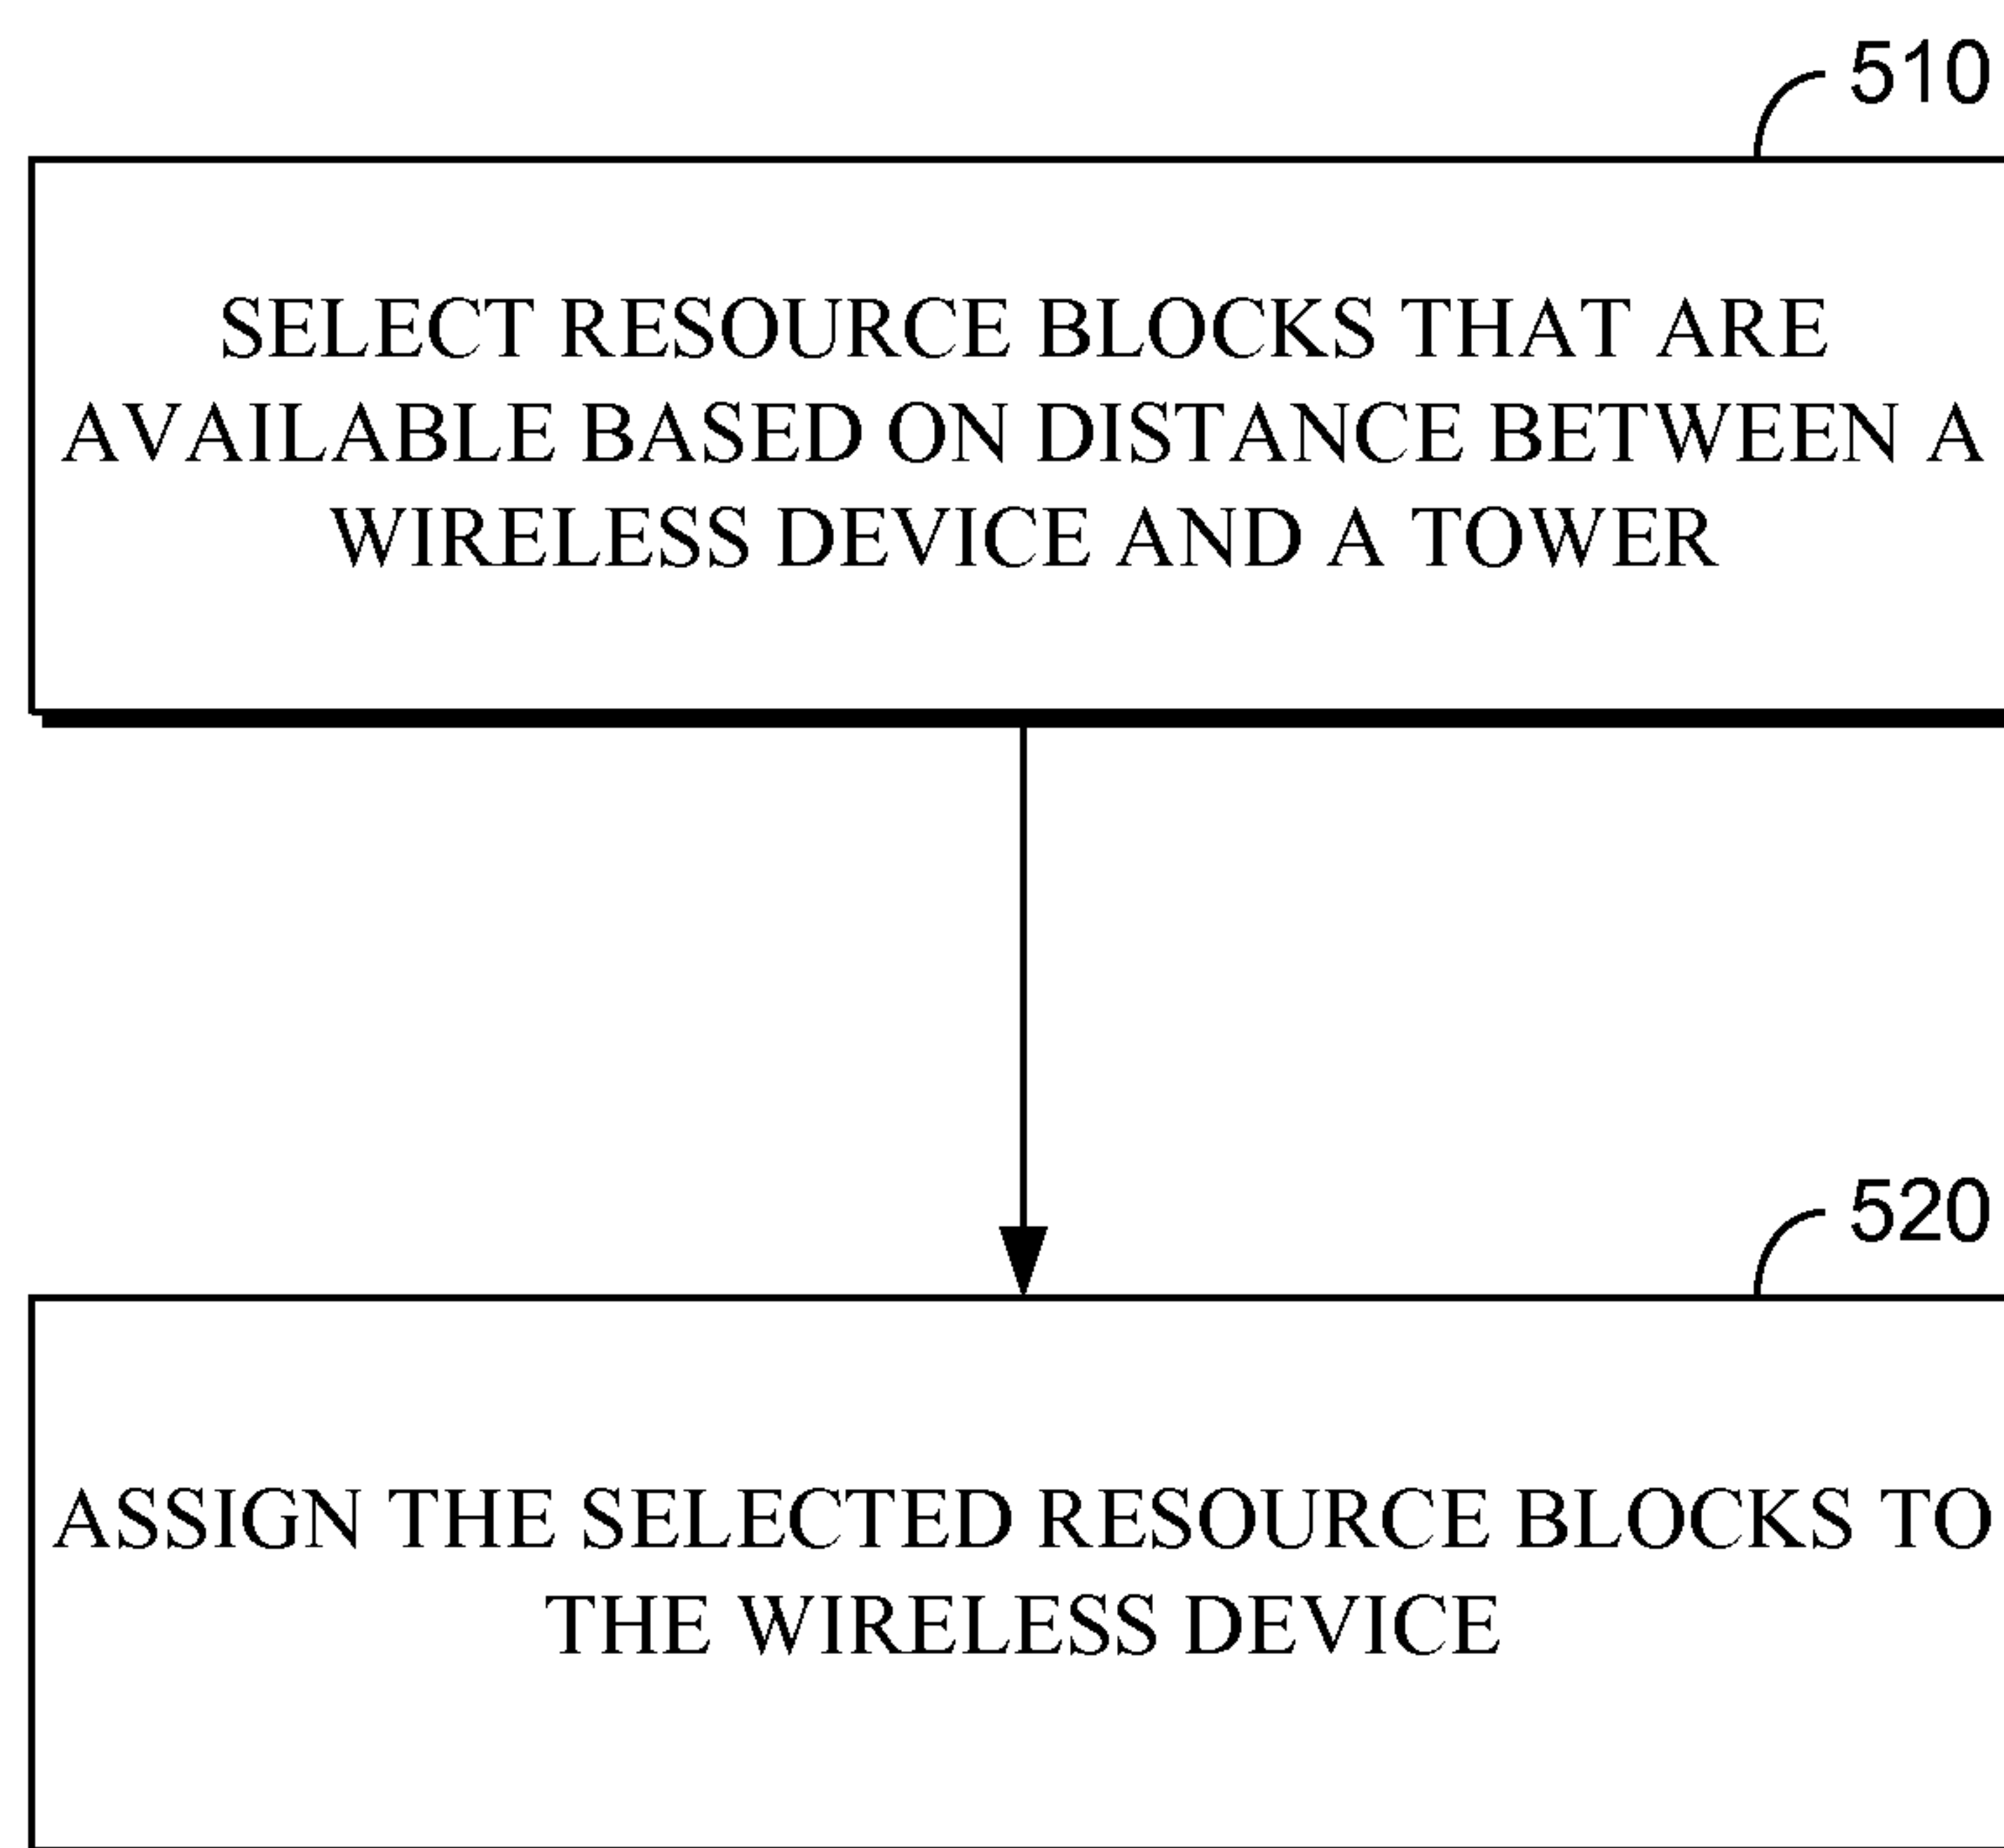 510
SELECT RESOURCE BLOCKS THAT ARE
AVAILABLE BASED ON DISTANCE BETWEEN A
WIRELESS DEVICE AND A TOWER
520
ASSIGN THE SELECTED RESOURCE BLOCKS TO
THE WIRELESS DEVICE